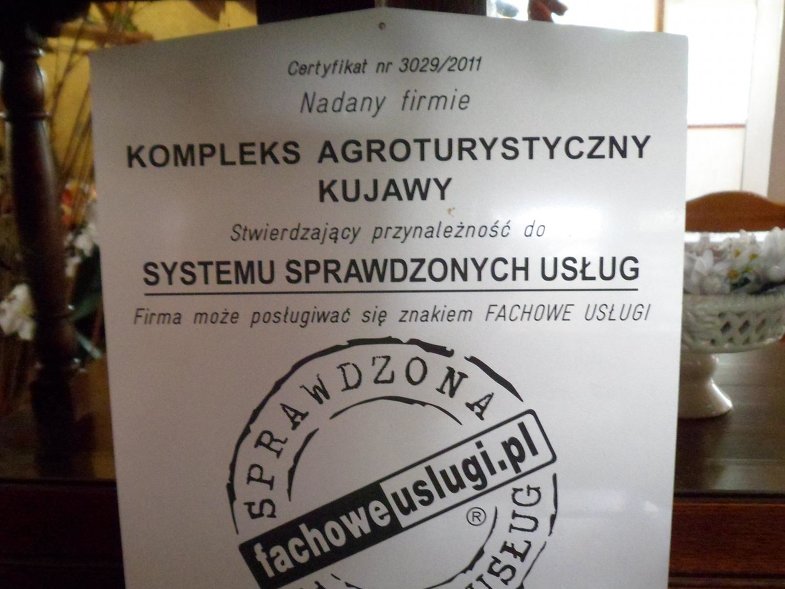 Certyfikat nr 3029/2011
Nadany firmie
KOMPLEKS AGROTURYSTYCZNY
KUJAWY
Stwierdzający przynależność do
SYSTEMU SPRAWDZONYCH USŁUG
Firma może posługiwać się znakiem FACHOWE USŁUGI
SPRAWDZONA
fachoweuslugi.pl
®
USŁUG